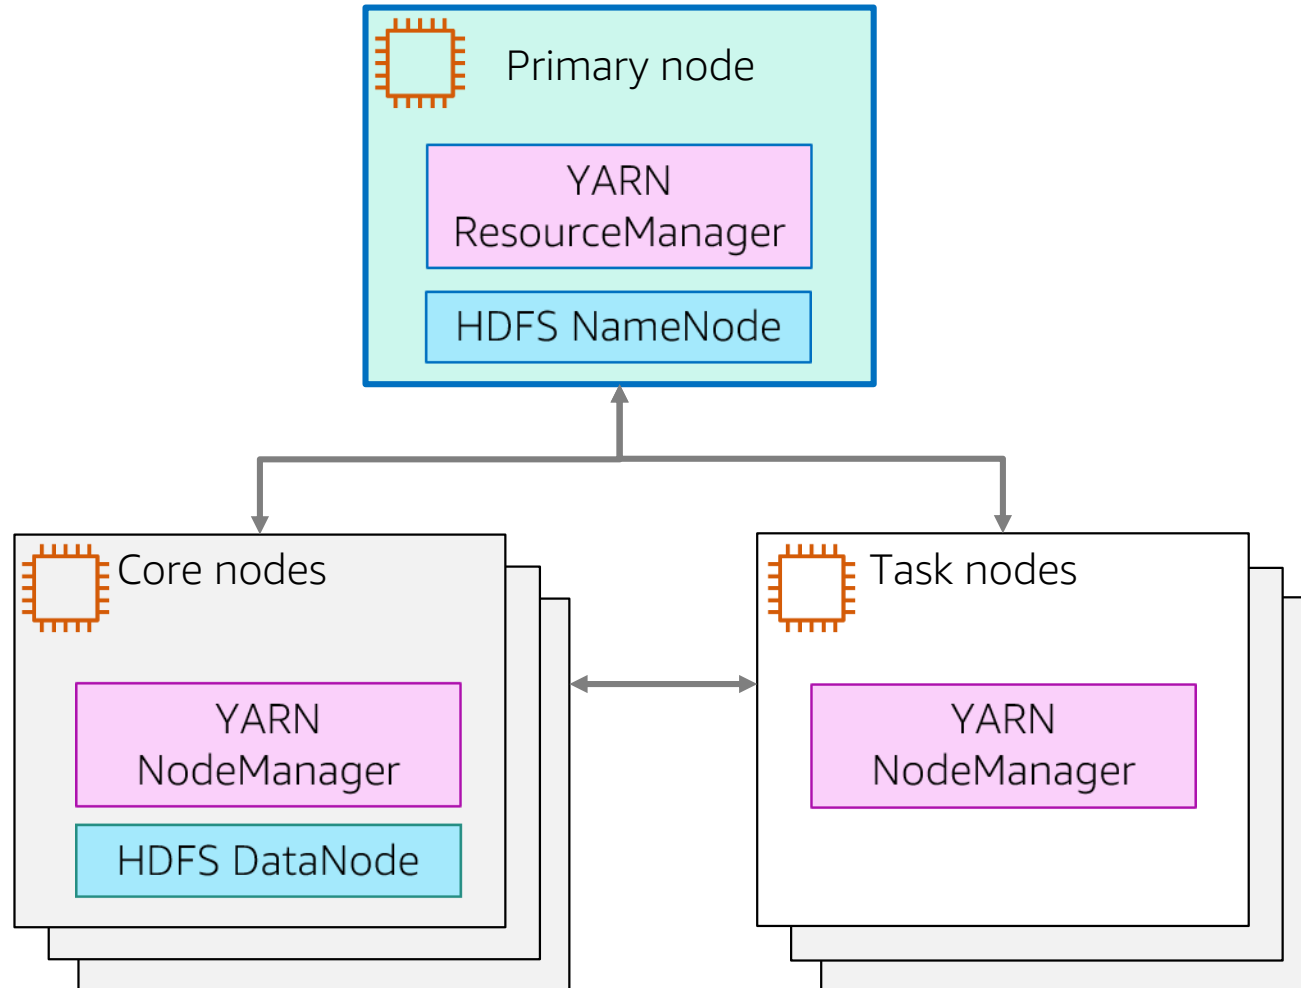 Primary node
YARN
ResourceManager
HDFS NameNode
Core nodes
YARN
NodeManager
HDFS DataNode
Task nodes
YARN
NodeManager